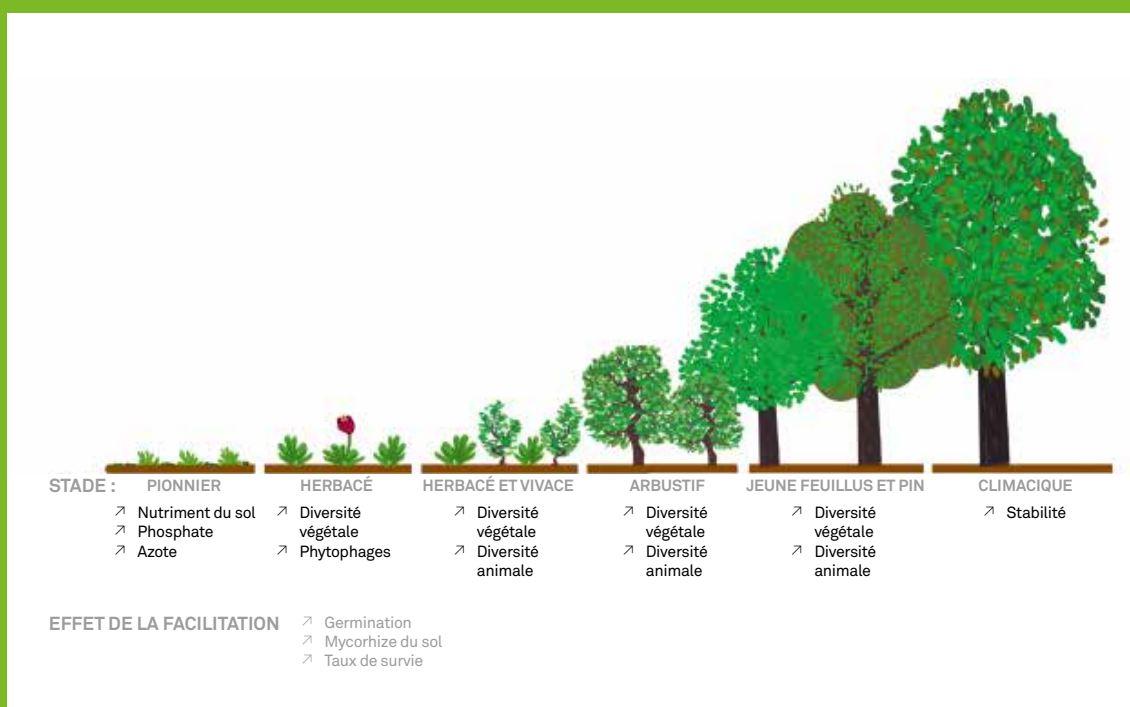 STADE :
PIONNIER
↗ Nutriment du sol
↗ Phosphate
↗ Azote
HERBACÉ
↗ Diversité
végétale
↗ Phytophages
HERBACÉ ET VIVACE
↗ Diversité
végétale
↗ Diversité
animale
ARBUSTIF
↗ Diversité
végétale
↗ Diversité
animale
JEUNE FEUILLUS ET PIN
↗ Diversité
végétale
↗ Diversité
animale
CLIMACIQUE
↗ Stabilité
EFFET DE LA FACILITATION
↗ Germination
↗ Mycorhize du sol
↗ Taux de survie